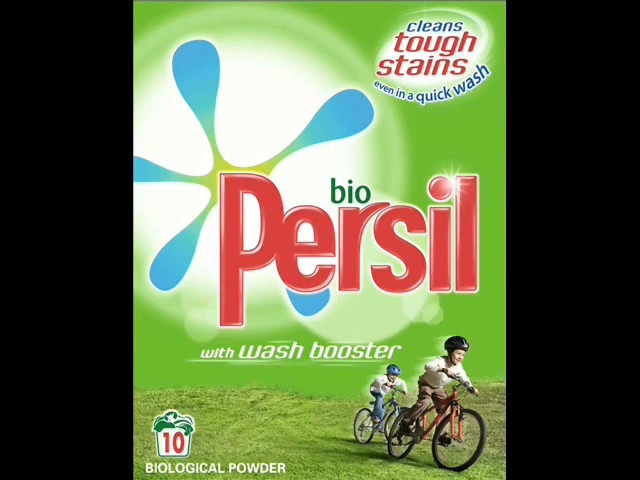 cleans
tough
stains
even in a quick wash
bio
Persil
with wash booster
10
BIOLOGICAL POWDER